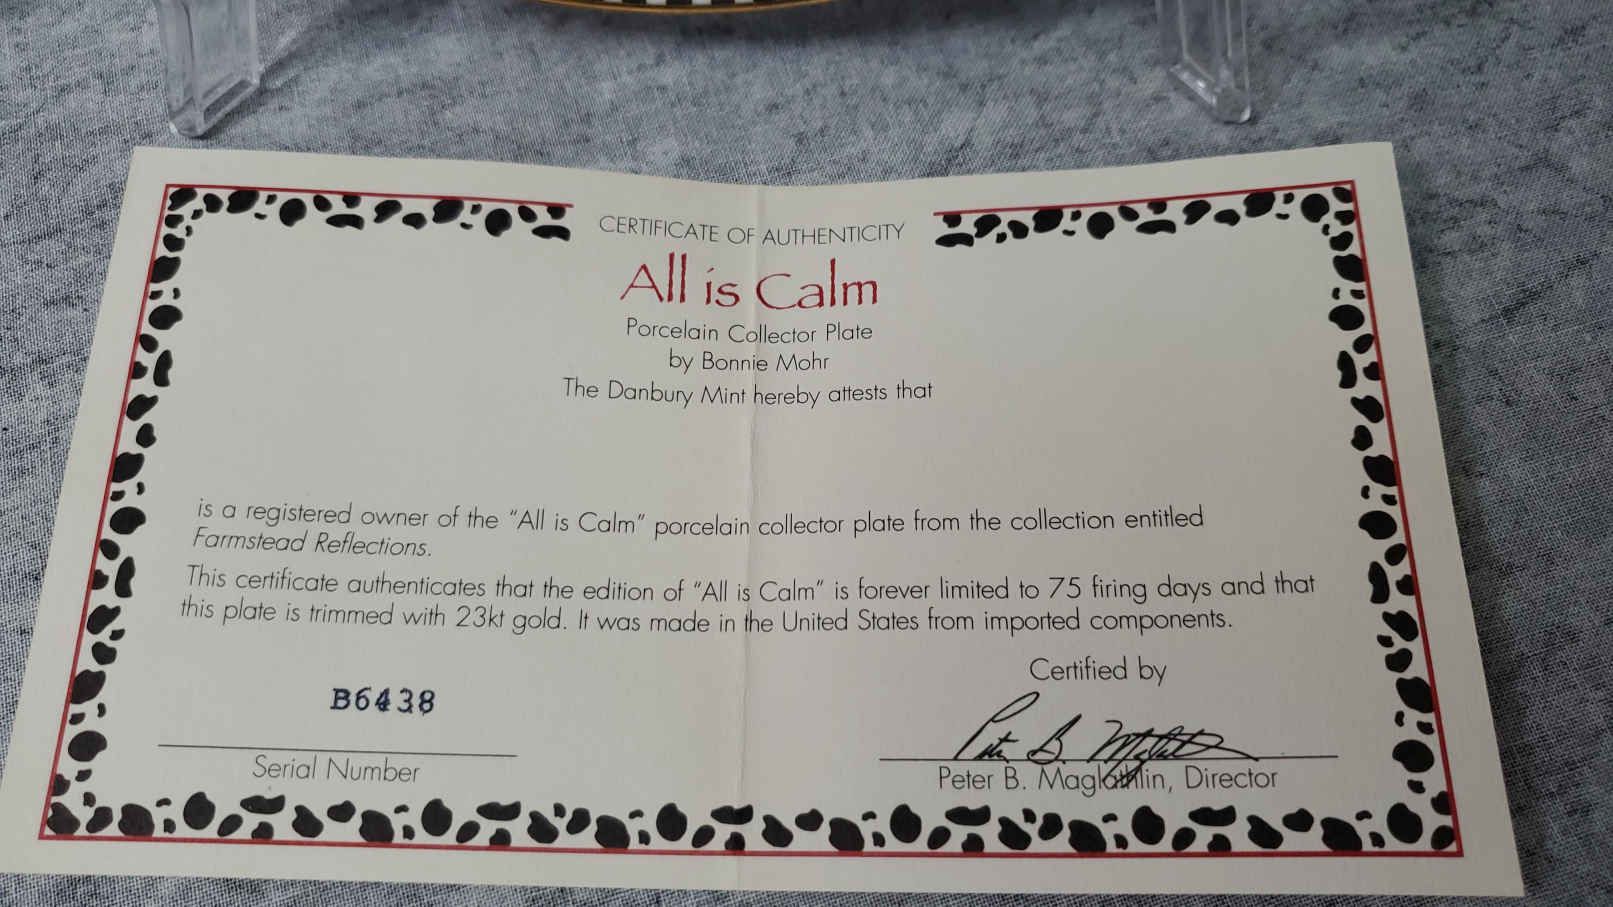 CERTIFICATE OF AUTHENTICITY
All is Calm
Porcelain Collector Plate
by Bonnie Mohr
The Danbury Mint hereby attests that
is a registered owner of the "All is Calm" porcelain collector plate from the collection entitled
Farmstead Reflections.
This certificate authenticates that the edition of "All is Calm" is forever limited to 75 firing days and that
this plate is trimmed with 23kt gold. It was made in the United States from imported components.
Certified by
B6438
Peter B. Maglathlin
Serial Number
Peter B. Maglathlin, Director